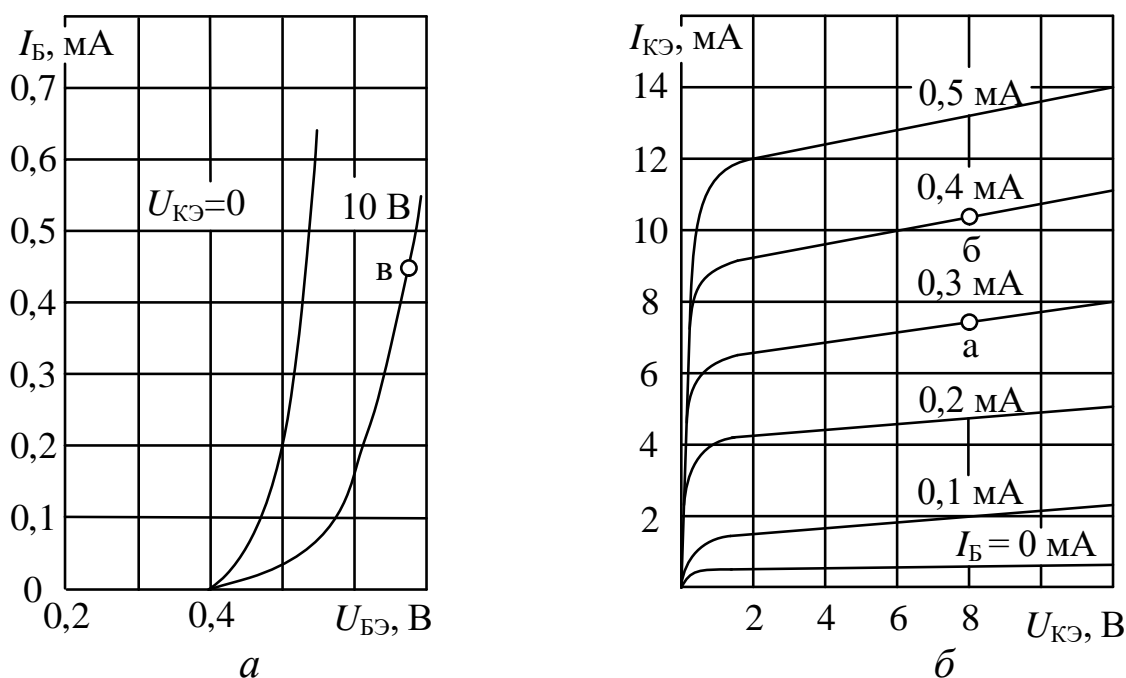 I_Б, мА
0,7
0,6
0,5
0,4
0,3
0,2
0,1
0
U_КЭ=0
10 В
в
0,2
0,4
U_БЭ, В
а
I_КЭ, мА
14
12
10
8
6
4
2
0,5 мА
0,4 мА
б
0,3 мА
а
0,2 мА
0,1 мА
I_Б = 0 мА
2
4
6
8
U_КЭ, В
б